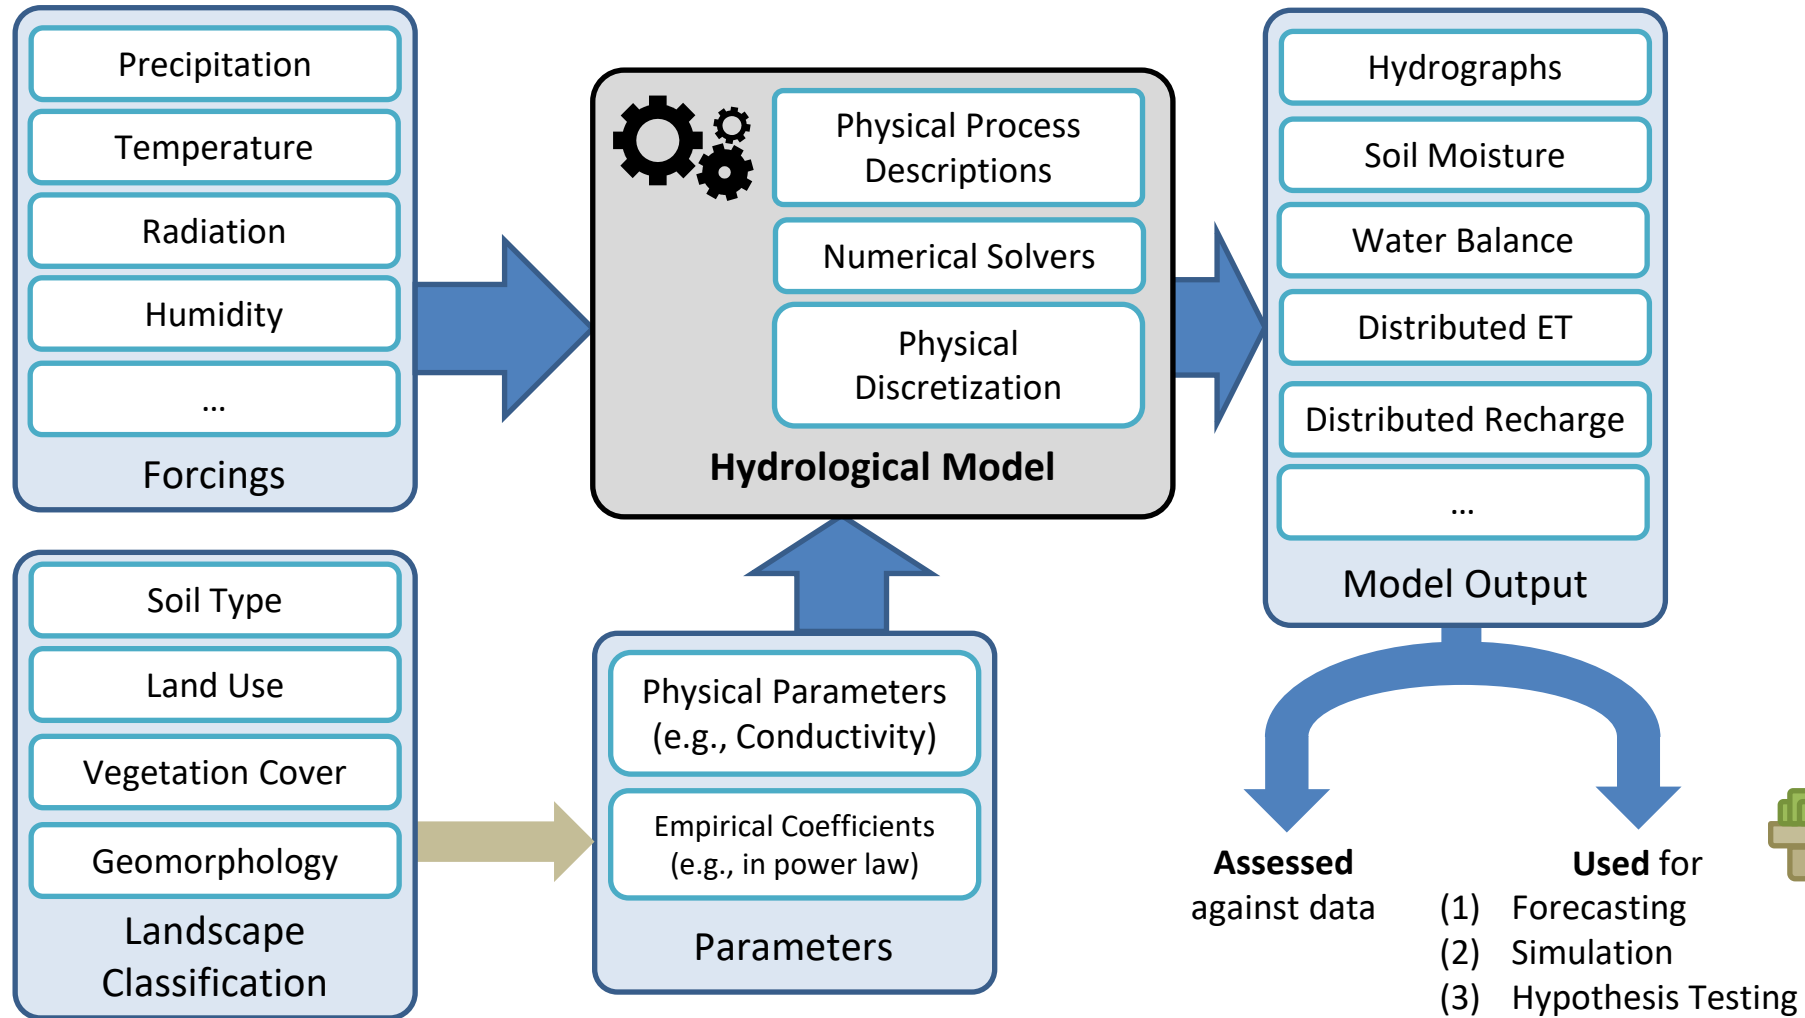 Precipitation
Temperature
Radiation
Humidity
...
Forcings
Soil Type
Land Use
Vegetation Cover
Geomorphology
Landscape
Classification
Physical Process
Descriptions
Numerical Solvers
Physical
Discretization
Hydrological Model
Physical Parameters
(e.g., Conductivity)
Empirical Coefficients
(e.g., in power law)
Parameters
Hydrographs
Soil Moisture
Water Balance
Distributed ET
Distributed Recharge
...
Model Output
Assessed
against data
Used for
(1) Forecasting
(2) Simulation
(3) Hypothesis Testing